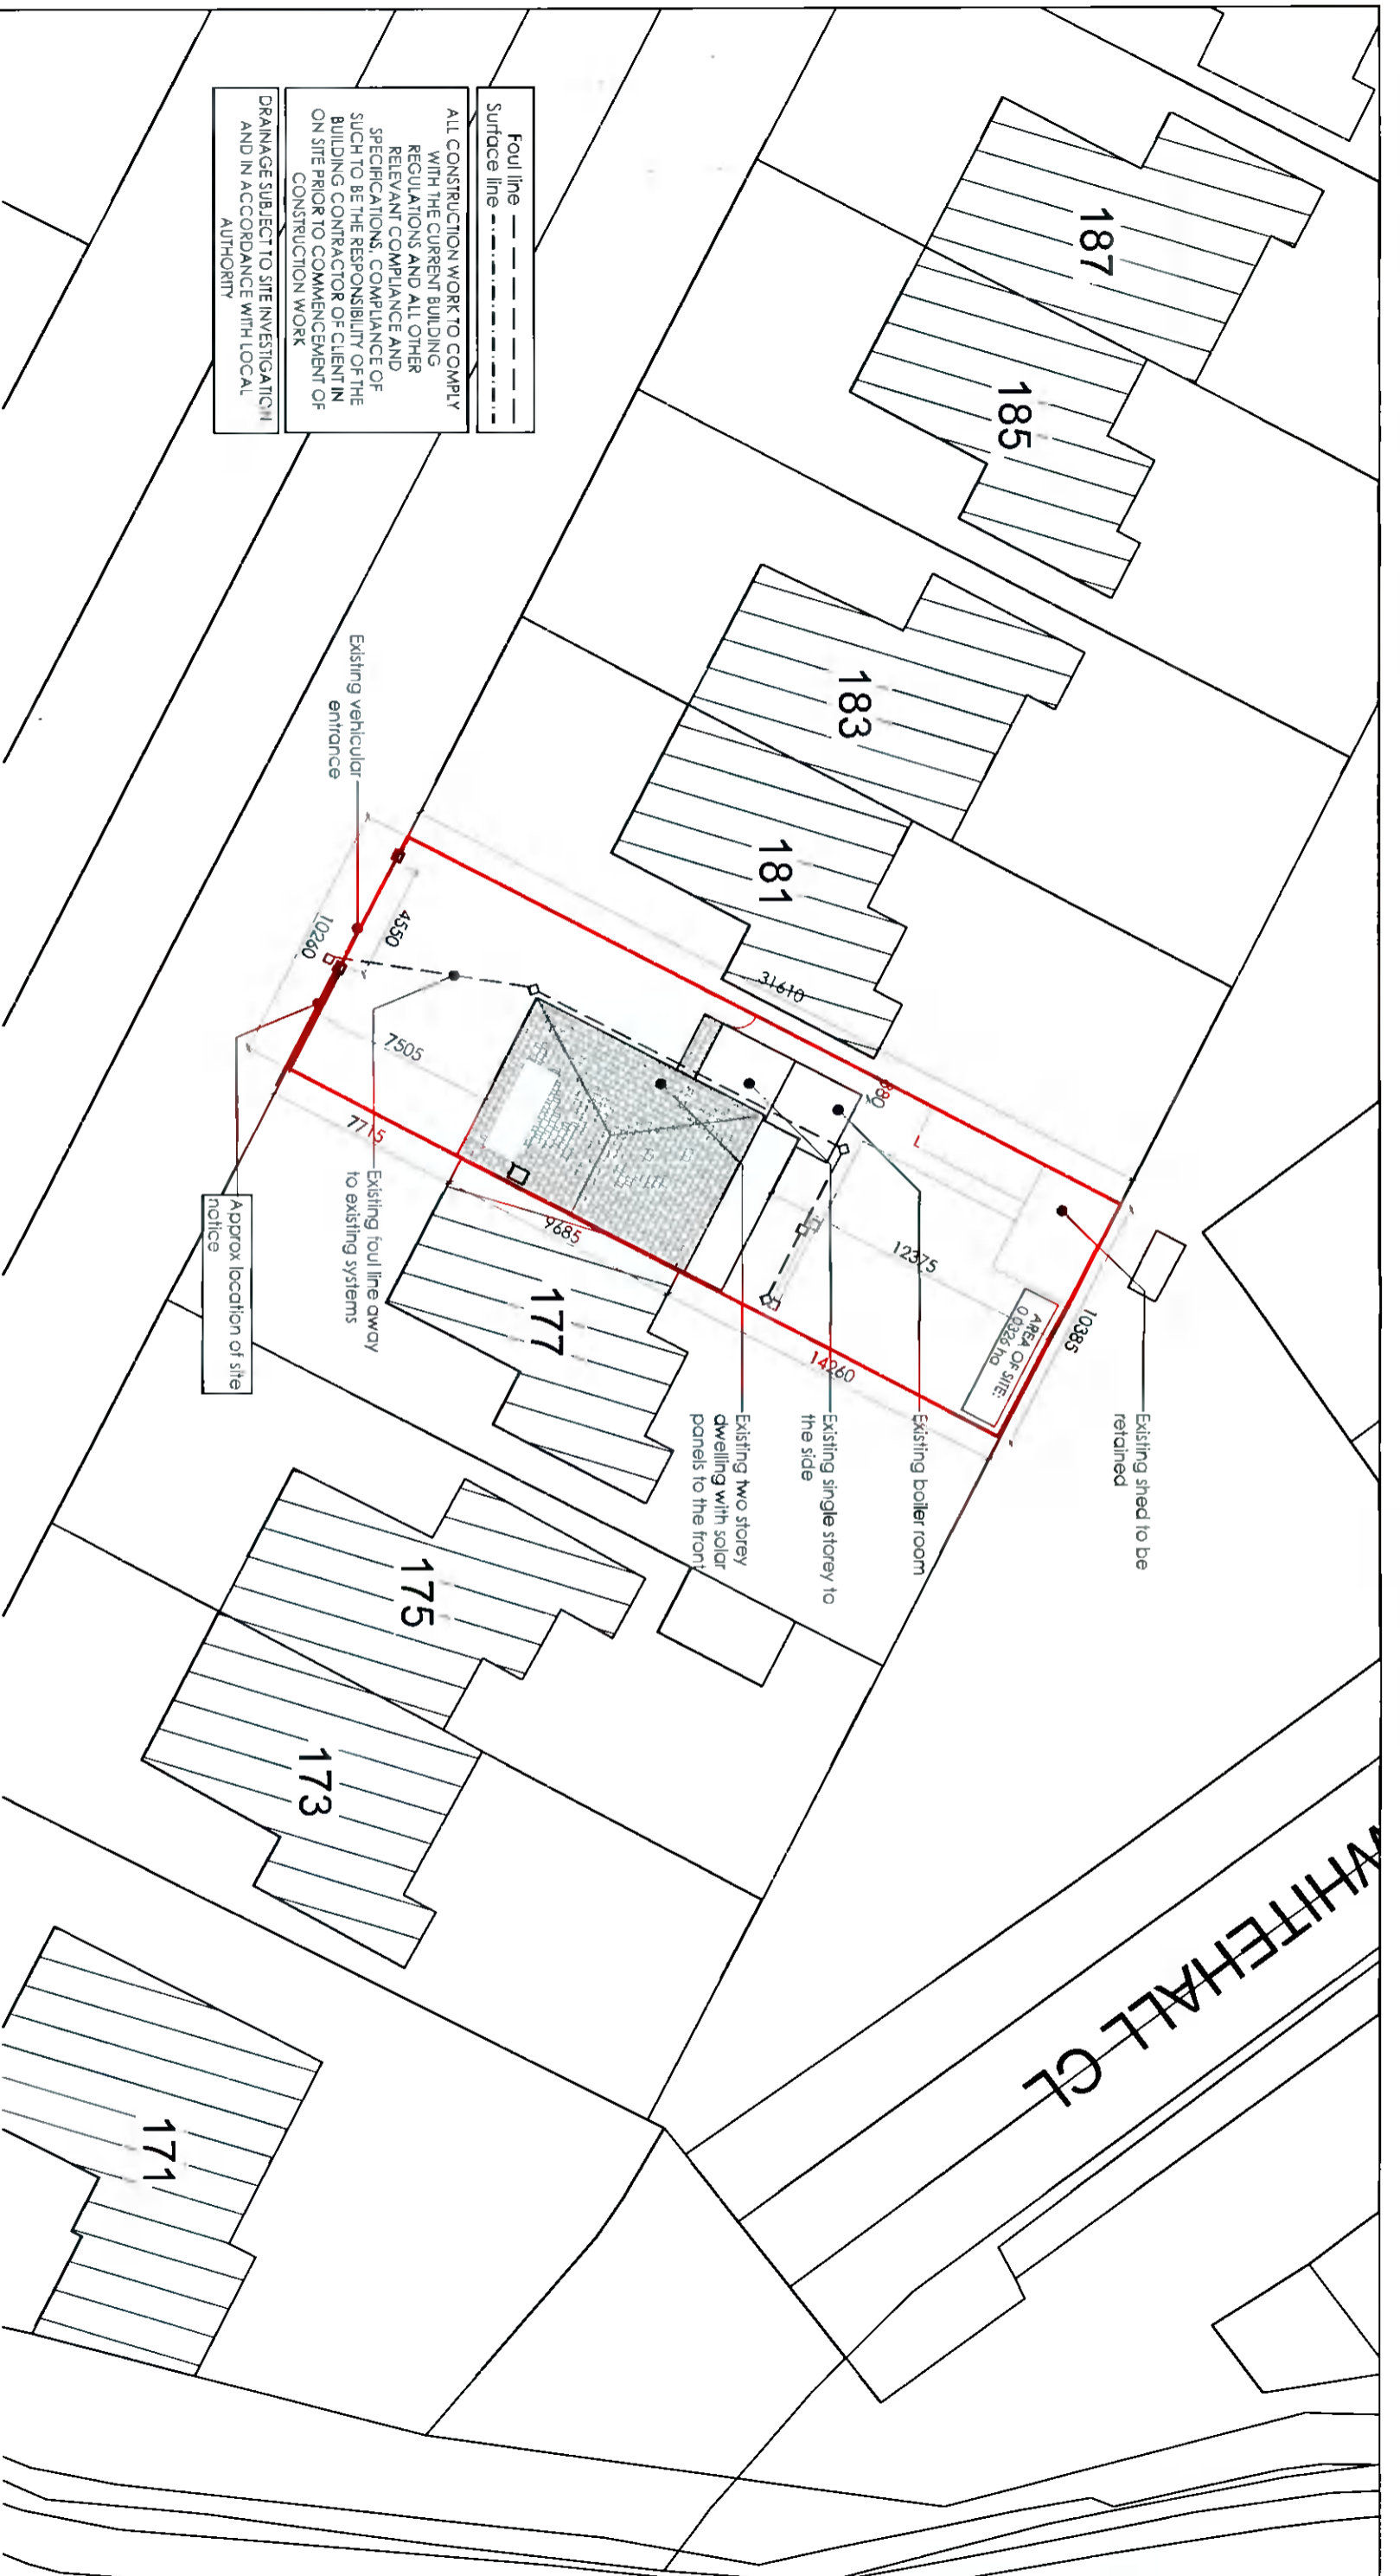 Foul line
Surface line
ALL CONSTRUCTION WORK TO COMPLY
WITH THE CURRENT BUILDING
REGULATIONS AND ALL OTHER
RELEVANT COMPLIANCE AND
SPECIFICATIONS, COMPLIANCE OF
SUCH TO BE THE RESPONSIBILITY OF THE
BUILDING CONTRACTOR OF CLIENT IN
ON SITE PRIOR TO COMMENCEMENT OF
CONSTRUCTION WORK
DRAINAGE SUBJECT TO SITE INVESTIGATION
AND IN ACCORDANCE WITH LOCAL
AUTHORITY
187
185
183
181
177
175
173
171
WHITEHALL CL
Existing vehicular
entrance
4550
10260
7505
7715
31610
880
9685
12375
14260
10385
AREA OF SITE:
0.0326 ha
Existing shed to be
retained
Existing boiler room
Existing single storey to
the side
Existing two storey
dwelling with solar
panels to the front
Existing foul line away
to existing systems
Approx location of site
notice